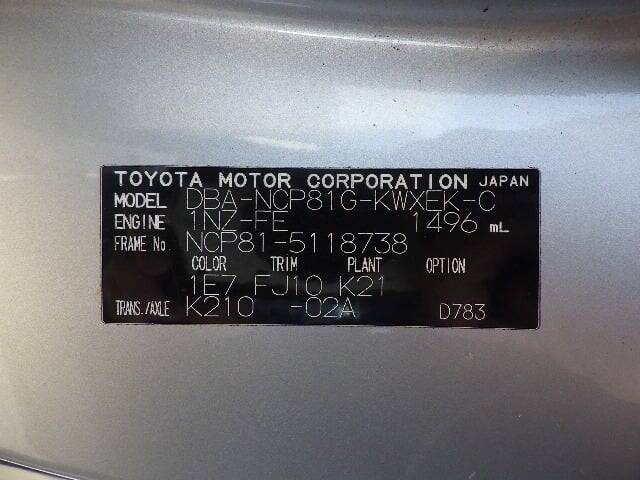 TOYOTA MOTOR CORPORATION JAPAN
MODEL DBA-NCP81G-KWXEK-C
ENGINE 1NZ-FE 1496 mL
FRAME No. NCP81-5118738
COLOR TRIM PLANT OPTION
1E7 FJ10 K21
TRANS./AXLE K210 -02A D783